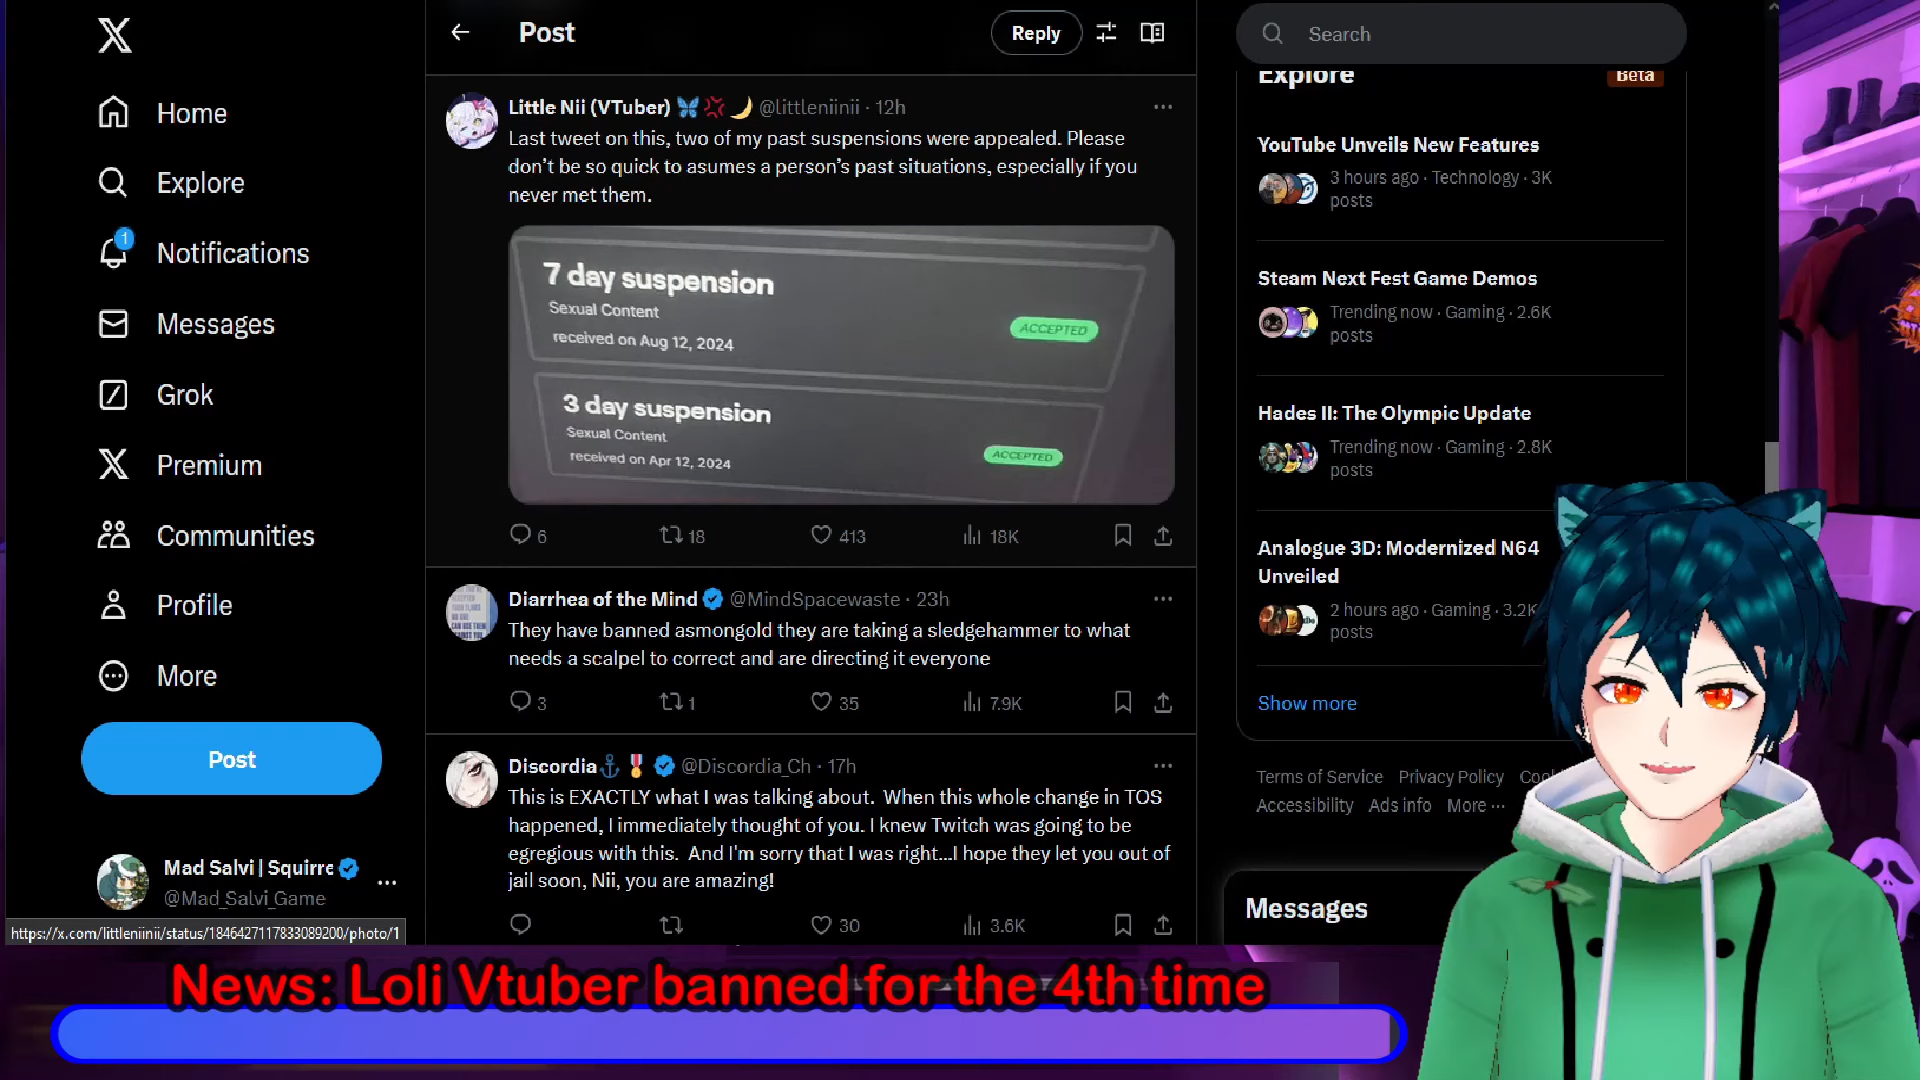 Home
Explore
1
Notifications
Messages
Grok
Premium
Communities
Profile
More
Post
Mad Salvi | Squirre
@Mad_Salvi_Game
https://x.com/littleniinii/status/1846427117833089200/photo/1
Post
Reply
Little Nii (VTuber) @littleniinii · 12h
Last tweet on this, two of my past suspensions were appealed. Please
don’t be so quick to asumes a person’s past situations, especially if you
never met them.
7 day suspension
Sexual Content
received on Aug 12, 2024
ACCEPTED
3 day suspension
Sexual Content
received on Apr 12, 2024
ACCEPTED
6 18 413 18K
Diarrhea of the Mind @MindSpacewaste · 23h
They have banned asmongold they are taking a sledgehammer to what
needs a scalpel to correct and are directing it everyone
3 1 35 7.9K
Discordia @Discordia_Ch · 17h
This is EXACTLY what I was talking about. When this whole change in TOS
happened, I immediately thought of you. I knew Twitch was going to be
egregious with this. And I'm sorry that I was right...I hope they let you out of
jail soon, Nii, you are amazing!
30 3.6K
Search
Explore
Beta
YouTube Unveils New Features
3 hours ago · Technology · 3K
posts
Steam Next Fest Game Demos
Trending now · Gaming · 2.6K
posts
Hades II: The Olympic Update
Trending now · Gaming · 2.8K
posts
Analogue 3D: Modernized N64
Unveiled
2 hours ago · Gaming · 3.2K
posts
Show more
Terms of Service Privacy Policy
Accessibility Ads info More ...
Messages
News: Loli Vtuber banned for the 4th time